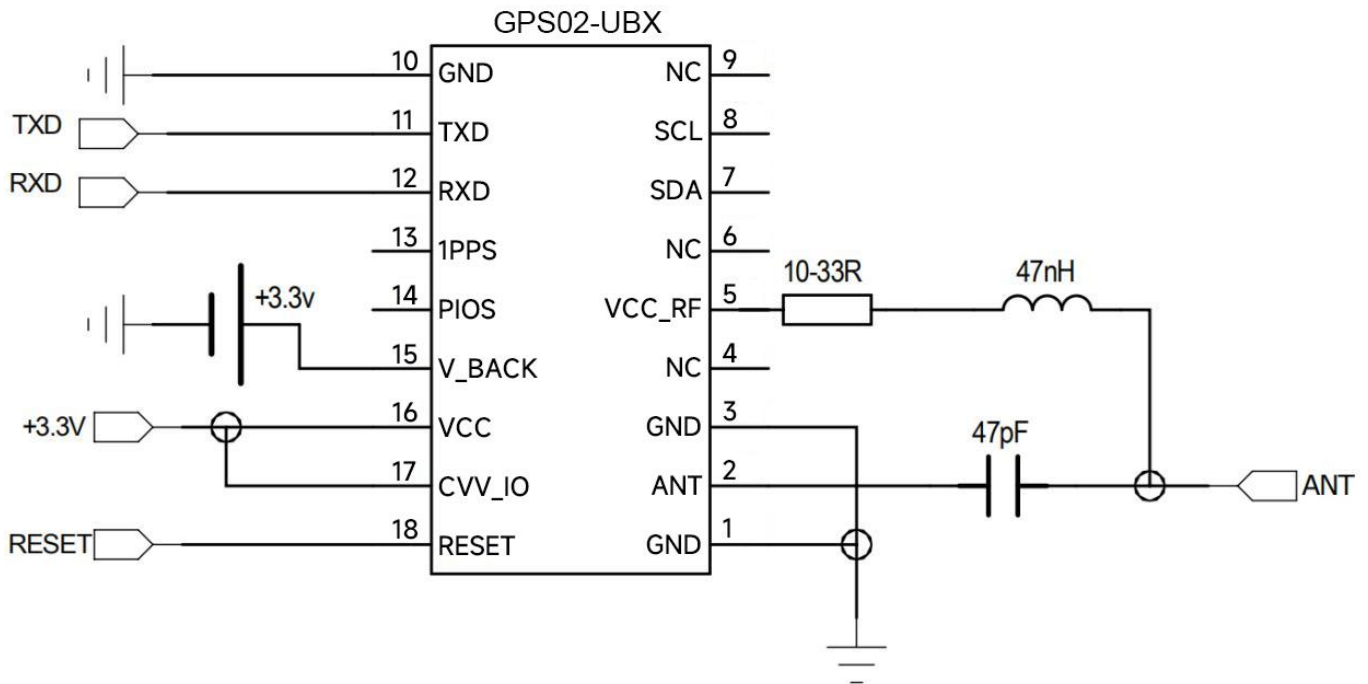 GPS02-UBX
10 GND NC 9
TXD 11 TXD SCL 8
RXD 12 RXD SDA 7
13 1PPS NC 6
+3.3v 14 PIOS VCC_RF 5 10-33R 47nH
15 V_BACK NC 4
+3.3V 16 VCC GND 3
17 CVV_IO ANT 2 47pF ANT
RESET 18 RESET GND 1